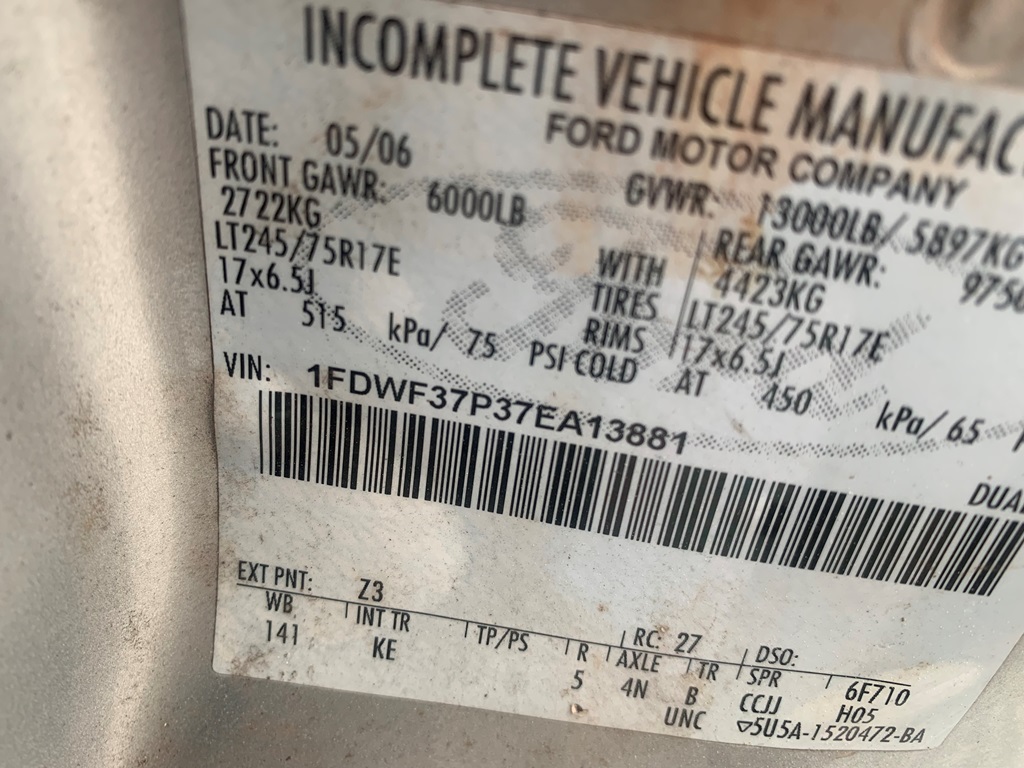 INCOMPLETE VEHICLE MANUFAC
FORD MOTOR COMPANY
DATE: 05/06 GVWR: 13000LB/ 5897KG
FRONT GAWR: 6000LB REAR GAWR: 9750
2722KG WITH 4423KG
LT245/75R17E TIRES LT245/75R17E
17x6.5J RIMS 17x6.5J
AT 515 kPa/ 75 PSI COLD AT 450 kPa/ 65
VIN: 1FDWF37P37EA13881
DUAL
EXT PNT: Z3 RC: 27 DSO:
WB INT TR TP/PS R AXLE TR SPR 6F710
141 KE 5 4N B CCJJ H05
UNC ▽5U5A-1520472-BA